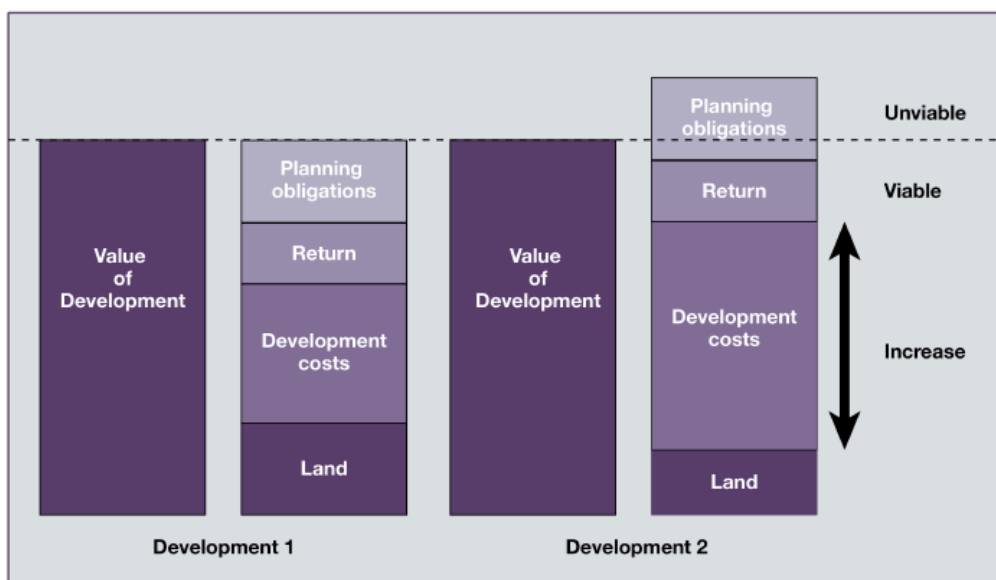 Planning
obligations
Unviable
Planning
obligations
Return
Viable
Value
of
Development
Return
Value
of
Development
Development
costs
Development
costs
Increase
Land
Land
Development 1
Development 2